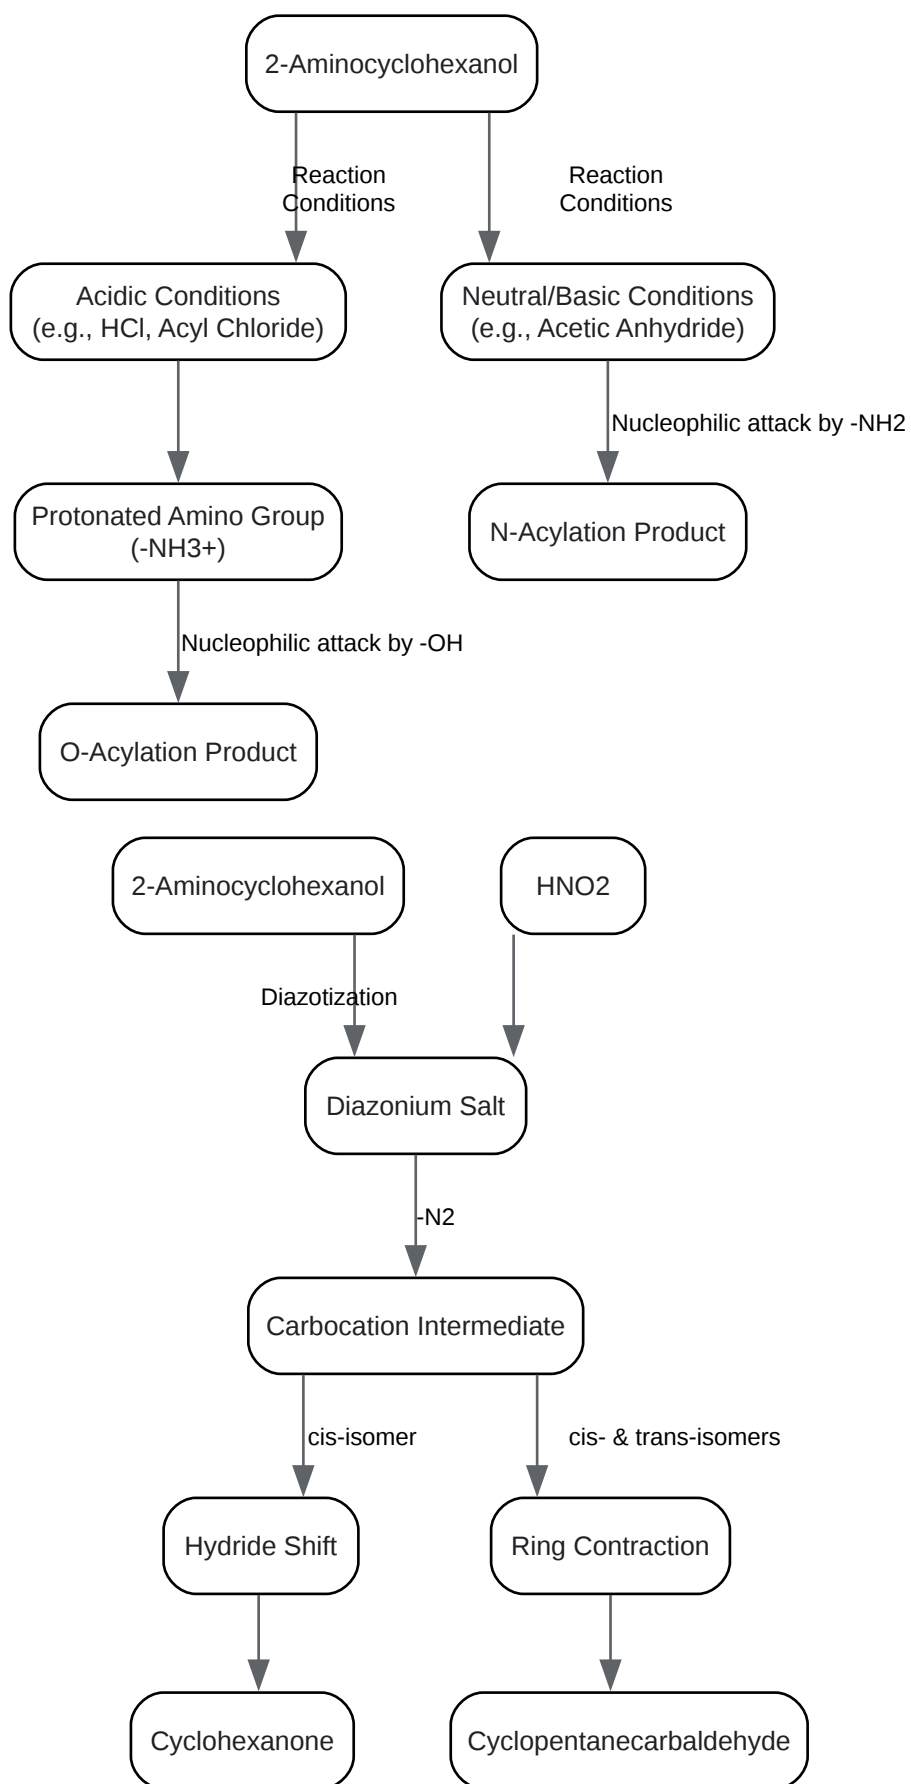 2-Aminocyclohexanol
Reaction
Conditions
Reaction
Conditions
Acidic Conditions
(e.g., HCl, Acyl Chloride)
Neutral/Basic Conditions
(e.g., Acetic Anhydride)
Nucleophilic attack by -NH2
Protonated Amino Group
(-NH3+)
N-Acylation Product
Nucleophilic attack by -OH
O-Acylation Product
2-Aminocyclohexanol
HNO2
Diazotization
Diazonium Salt
-N2
Carbocation Intermediate
cis-isomer
cis- & trans-isomers
Hydride Shift
Ring Contraction
Cyclohexanone
Cyclopentanecarbaldehyde